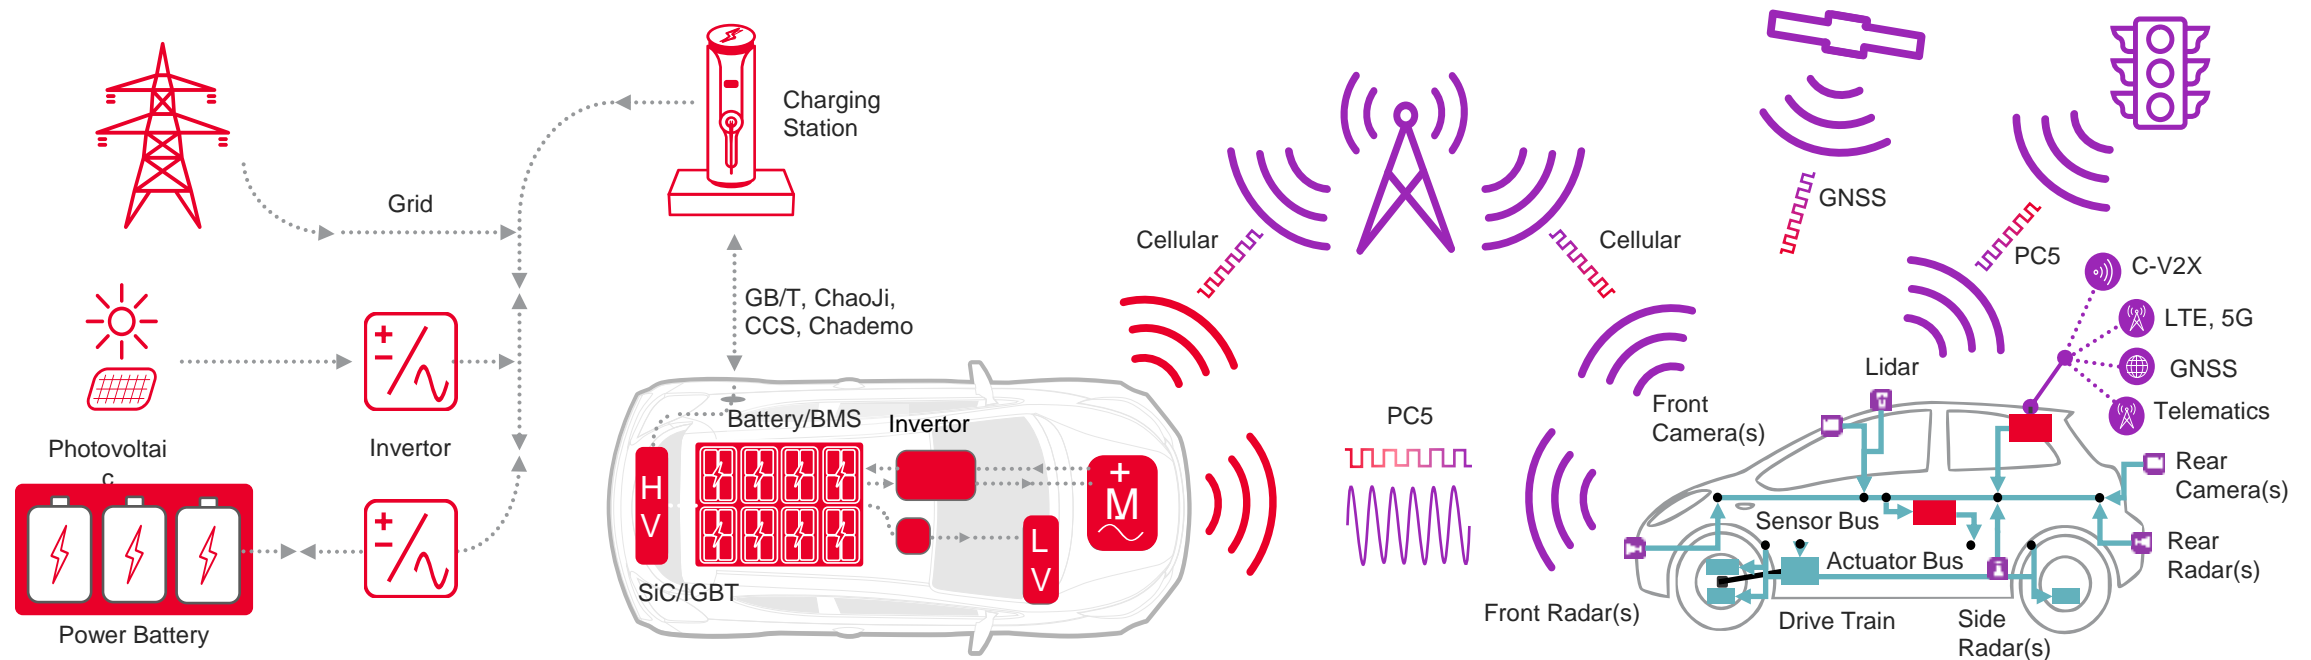 Charging
Station
Grid
GB/T, ChaoJi,
CCS, Chademo
Photovoltai
c
Invertor
Power Battery
Battery/BMS
Invertor
H
V
+
M
L
V
SiC/IGBT
Cellular
Cellular
GNSS
PC5
PC5
C-V2X
LTE, 5G
GNSS
Telematics
Lidar
Front
Camera(s)
Rear
Camera(s)
Sensor Bus
Actuator Bus
Rear
Radar(s)
Front Radar(s)
Drive Train
Side
Radar(s)